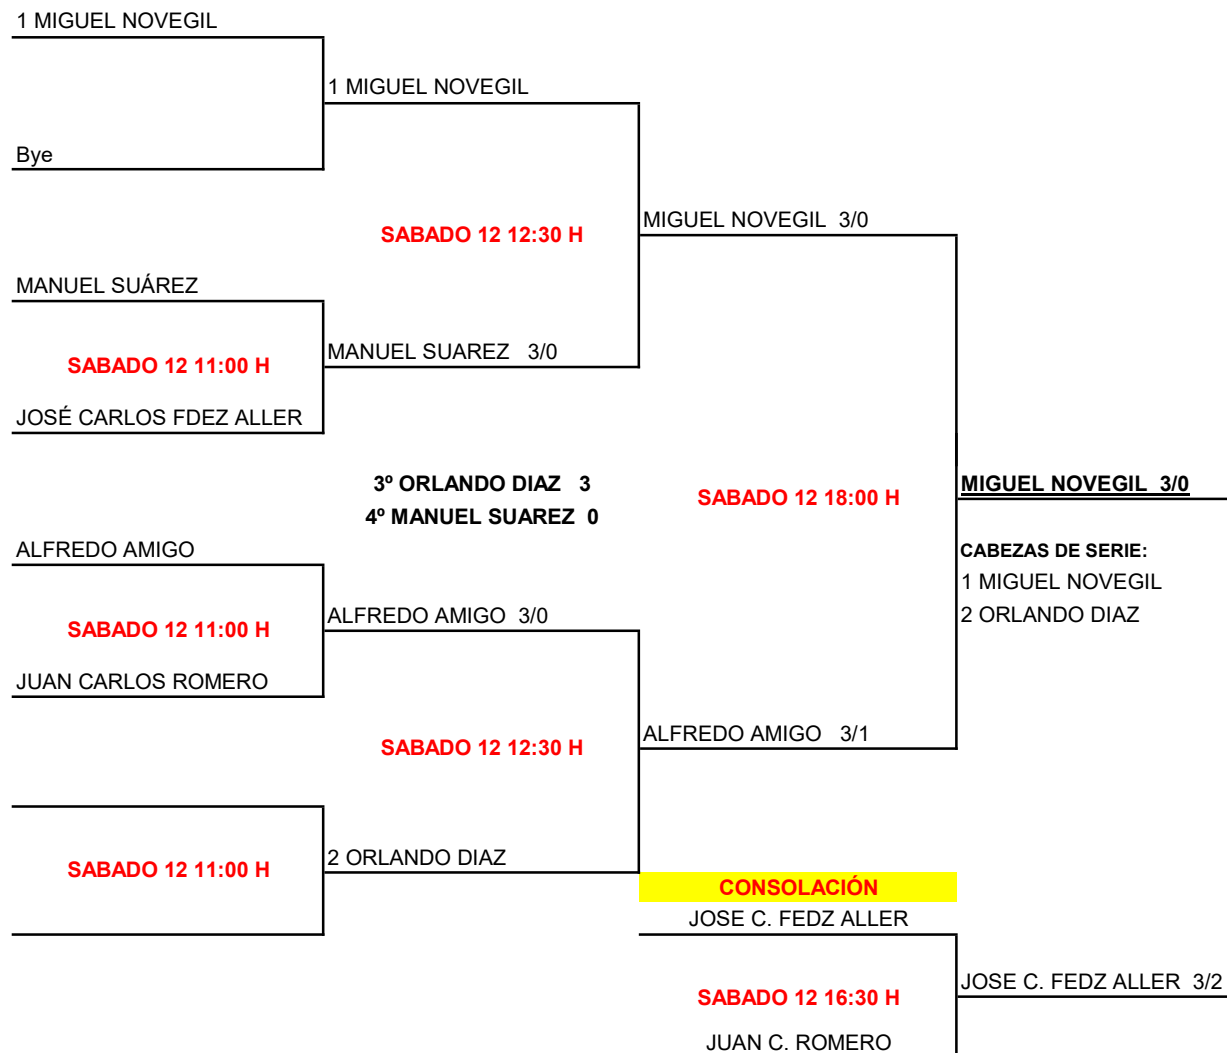 1 MIGUEL NOVEGIL
1 MIGUEL NOVEGIL
Bye
MIGUEL NOVEGIL 3/0
SABADO 12 12:30 H
MANUEL SUÁREZ
MANUEL SUAREZ 3/0
SABADO 12 11:00 H
JOSÉ CARLOS FDEZ ALLER
3º ORLANDO DIAZ 3
4º MANUEL SUAREZ 0
SABADO 12 18:00 H
MIGUEL NOVEGIL 3/0
CABEZAS DE SERIE:
1 MIGUEL NOVEGIL
2 ORLANDO DIAZ
ALFREDO AMIGO
ALFREDO AMIGO 3/0
SABADO 12 11:00 H
JUAN CARLOS ROMERO
ALFREDO AMIGO 3/1
SABADO 12 12:30 H
2 ORLANDO DIAZ
SABADO 12 11:00 H
CONSOLACIÓN
JOSE C. FEDZ ALLER
JOSE C. FEDZ ALLER 3/2
SABADO 12 16:30 H
JUAN C. ROMERO